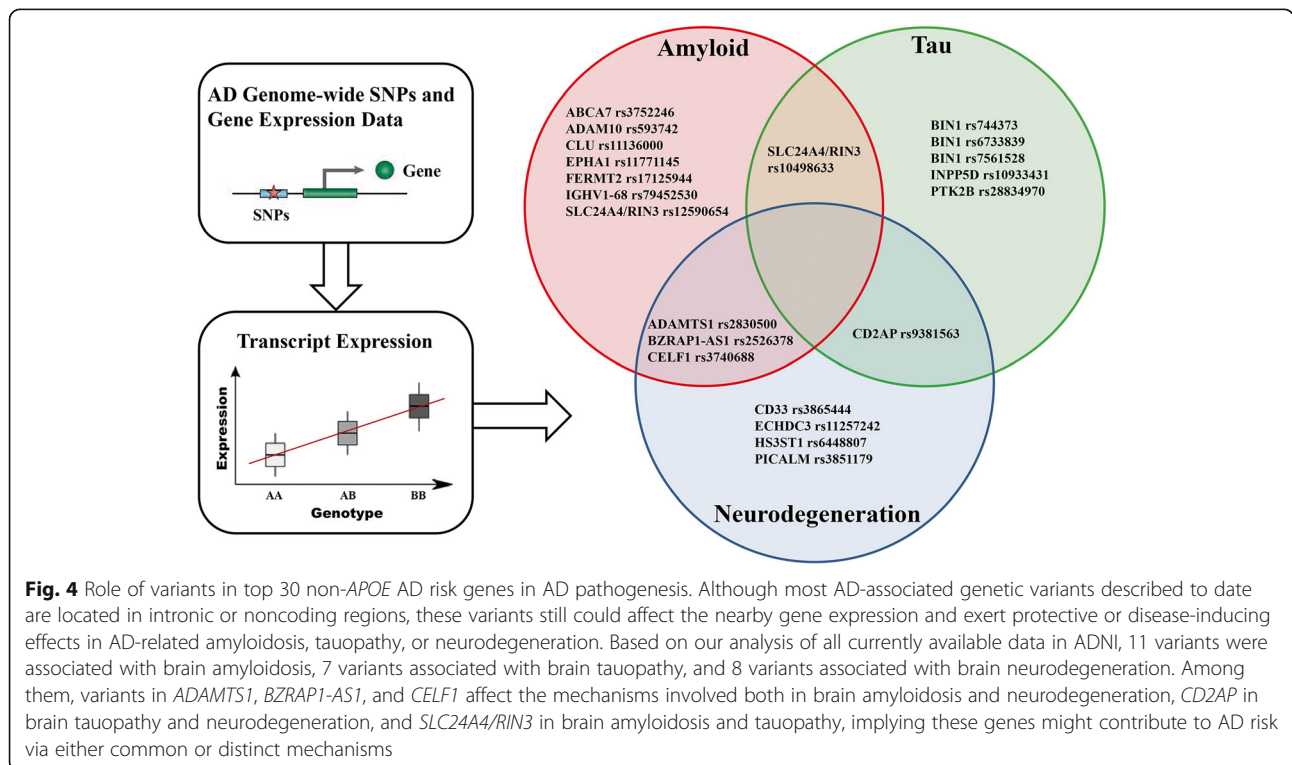 AD Genome-wide SNPs and
Gene Expression Data
Gene
SNPs
Transcript Expression
Expression
AA
AB
BB
Genotype
Amyloid
ABCA7 rs3752246
ADAM10 rs593742
CLU rs11136000
EPHA1 rs11771145
FERMT2 rs17125944
IGHV1-68 rs79452530
SLC24A4/RIN3 rs12590654
Tau
SLC24A4/RIN3
rs10498633
BIN1 rs744373
BIN1 rs6733839
BIN1 rs7561528
INPP5D rs10933431
PTK2B rs28834970
ADAMTS1 rs2830500
BZRAP1-AS1 rs2526378
CELF1 rs3740688
CD2AP rs9381563
CD33 rs3865444
ECHDC3 rs11257242
HS3ST1 rs6448807
PICALM rs3851179
Neurodegeneration
Fig. 4 Role of variants in top 30 non-APOE AD risk genes in AD pathogenesis. Although most AD-associated genetic variants described to date
are located in intronic or noncoding regions, these variants still could affect the nearby gene expression and exert protective or disease-inducing
effects in AD-related amyloidosis, tauopathy, or neurodegeneration. Based on our analysis of all currently available data in ADNI, 11 variants were
associated with brain amyloidosis, 7 variants associated with brain tauopathy, and 8 variants associated with brain neurodegeneration. Among
them, variants in ADAMTS1, BZRAP1-AS1, and CELF1 affect the mechanisms involved both in brain amyloidosis and neurodegeneration, CD2AP in
brain tauopathy and neurodegeneration, and SLC24A4/RIN3 in brain amyloidosis and tauopathy, implying these genes might contribute to AD risk
via either common or distinct mechanisms